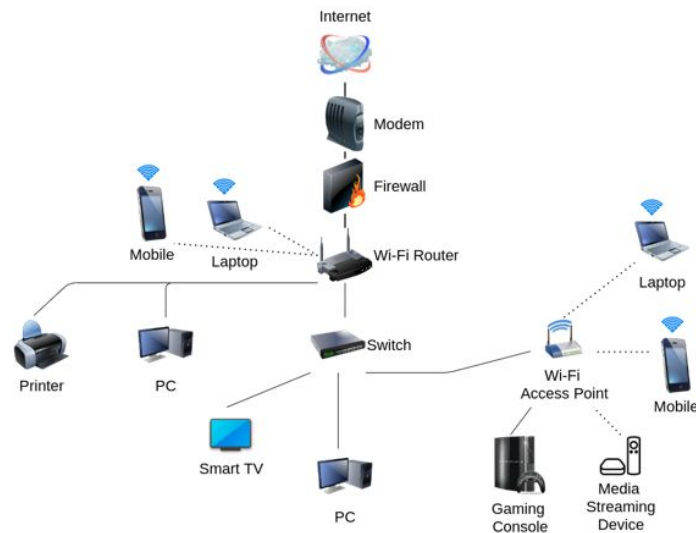 Internet
Modem
Firewall
Mobile
Laptop
Wi-Fi Router
Laptop
Printer
PC
Switch
Wi-Fi
Access Point
Mobile
Smart TV
PC
Gaming
Console
Media
Streaming
Device